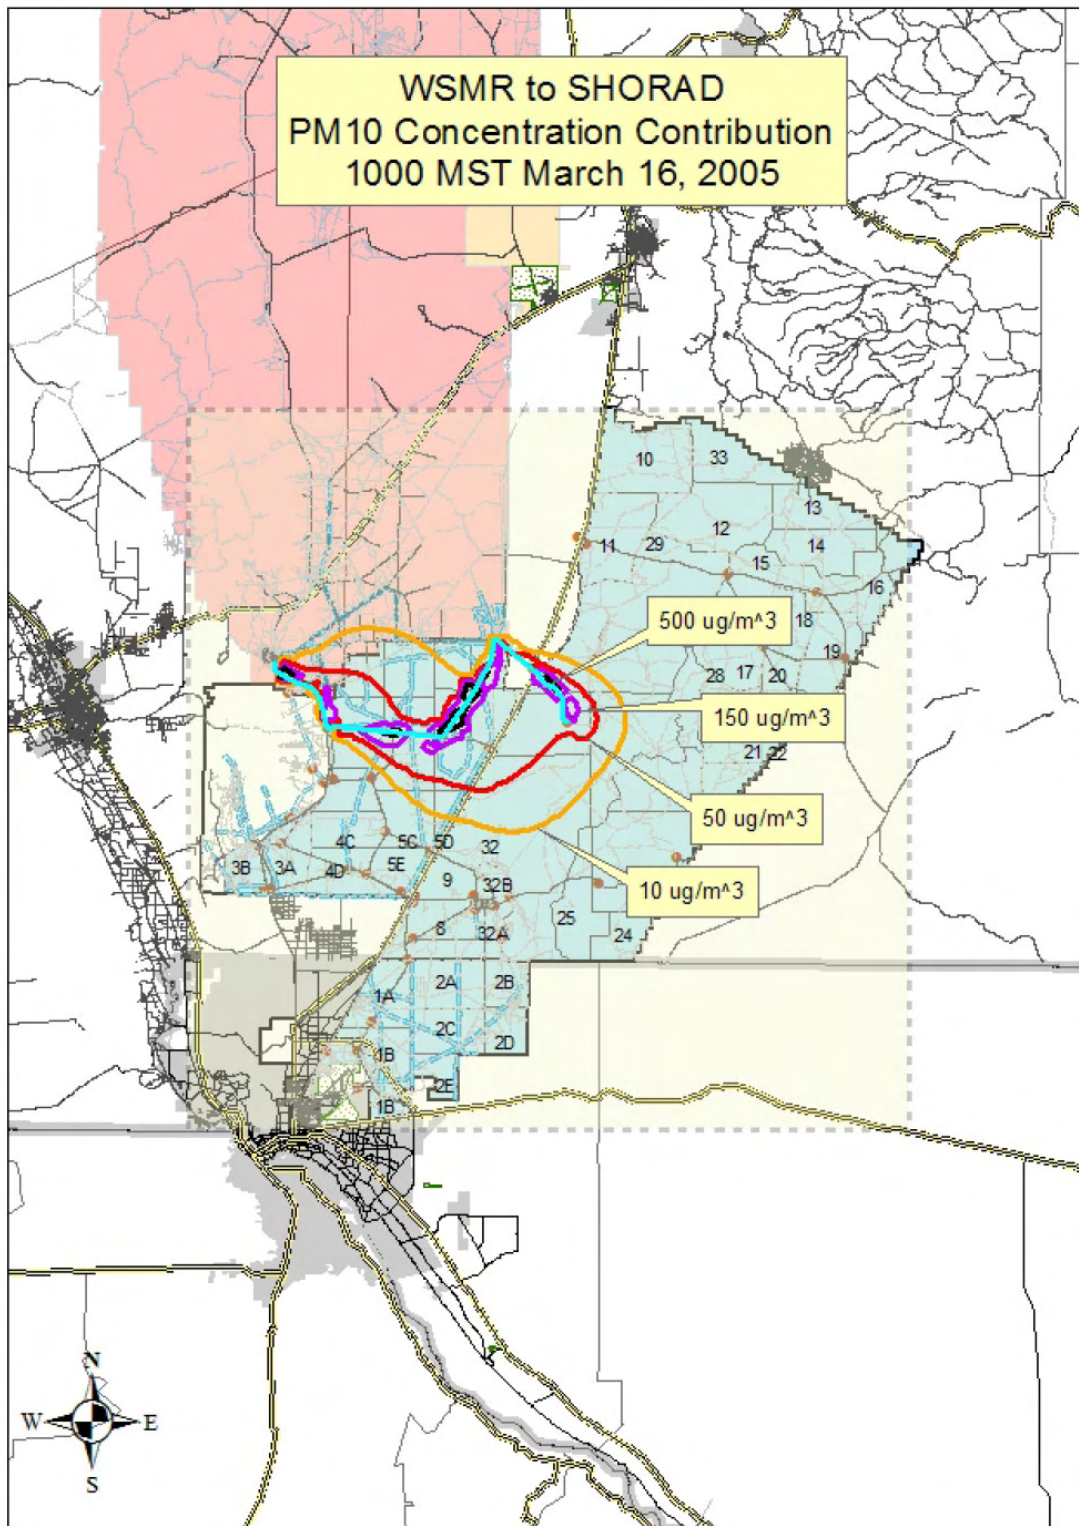 WSMR to SHORAD
PM10 Concentration Contribution
1000 MST March 16, 2005
10
33
13
12
11
29
14
15
16
500 ug/m^3
18
19
28
17
20
150 ug/m^3
21
22
50 ug/m^3
4C
5C
5D
32
3B
3A
4D
5E
9
32B
10 ug/m^3
25
8
32A
24
2A
2B
1A
2C
2D
1B
2E
1B
N
W
E
S